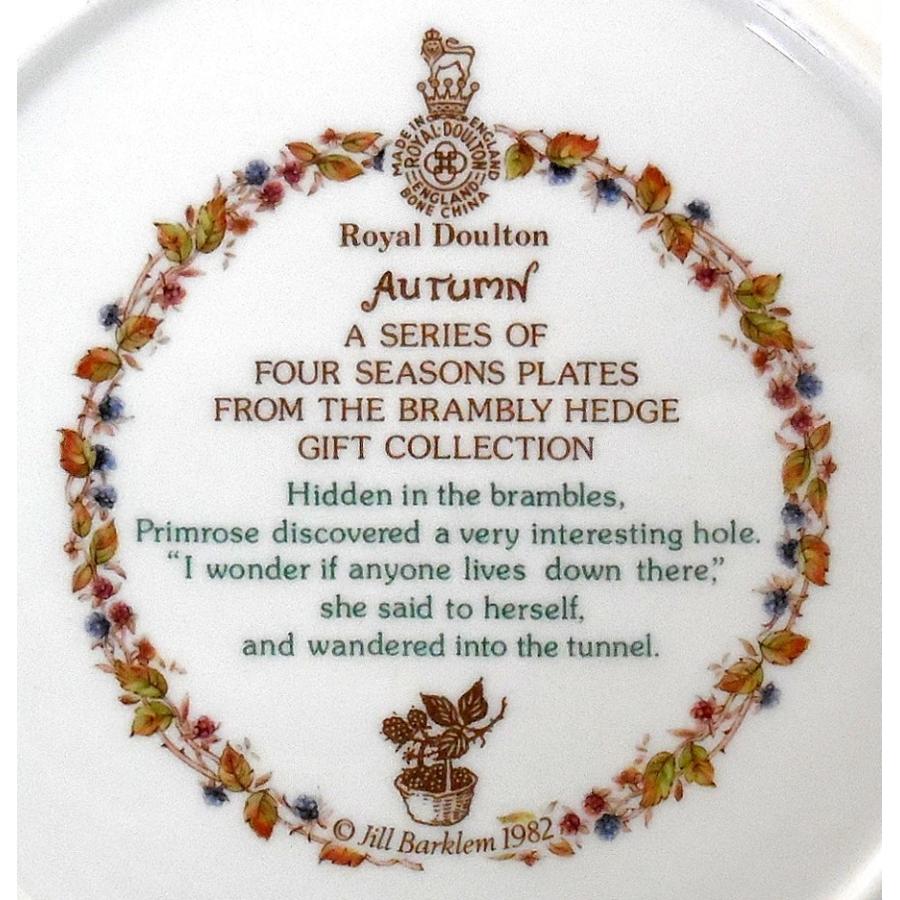 MADE IN ENGLAND
ROYAL·DOULTON
ENGLAND
BONE CHINA
Royal Doulton
AUTUMN
A SERIES OF
FOUR SEASONS PLATES
FROM THE BRAMBLY HEDGE
GIFT COLLECTION
Hidden in the brambles,
Primrose discovered a very interesting hole.
“I wonder if anyone lives down there,”
she said to herself,
and wandered into the tunnel.
© Jill Barklem 1982